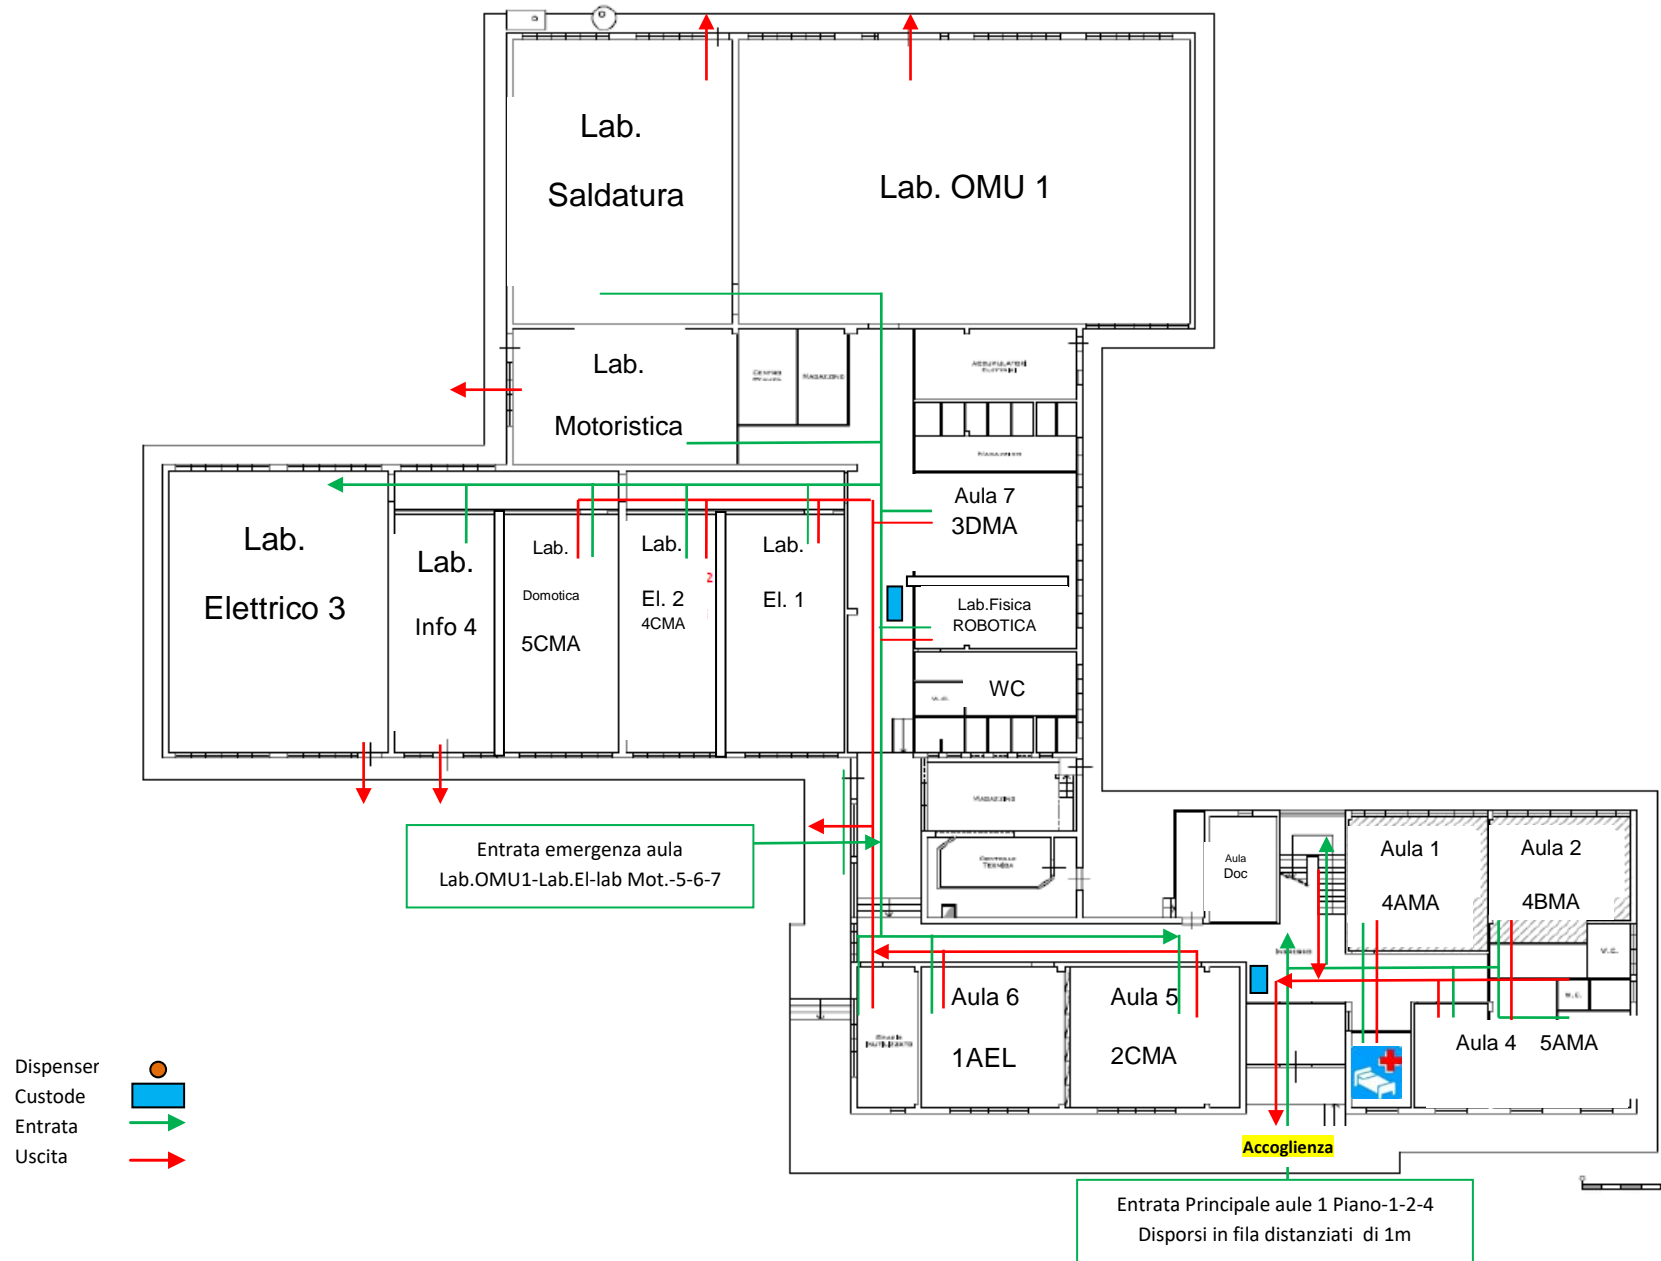 Lab.
Saldatura
Lab. OMU 1
Lab.
Motoristica
MAGAZZINO
MAGAZZINO
Aula 7
3DMA
Lab.
Elettrico 3
Lab.
Info 4
Lab.
Domotica
5CMA
Lab.
El. 2
4CMA
2
Lab.
El. 1
Lab.Fisica
ROBOTICA
WC
MAGAZZINO
Entrata emergenza aula
Lab.OMU1-Lab.El-lab Mot.-5-6-7
Aula
Doc
Aula 1
4AMA
Aula 2
4BMA
W.C.
W.C.
Aula 6
1AEL
Aula 5
2CMA
Aula 4 5AMA
Dispenser
Custode
Entrata
Uscita
Accoglienza
Entrata Principale aule 1 Piano-1-2-4
Disporsi in fila distanziati di 1m